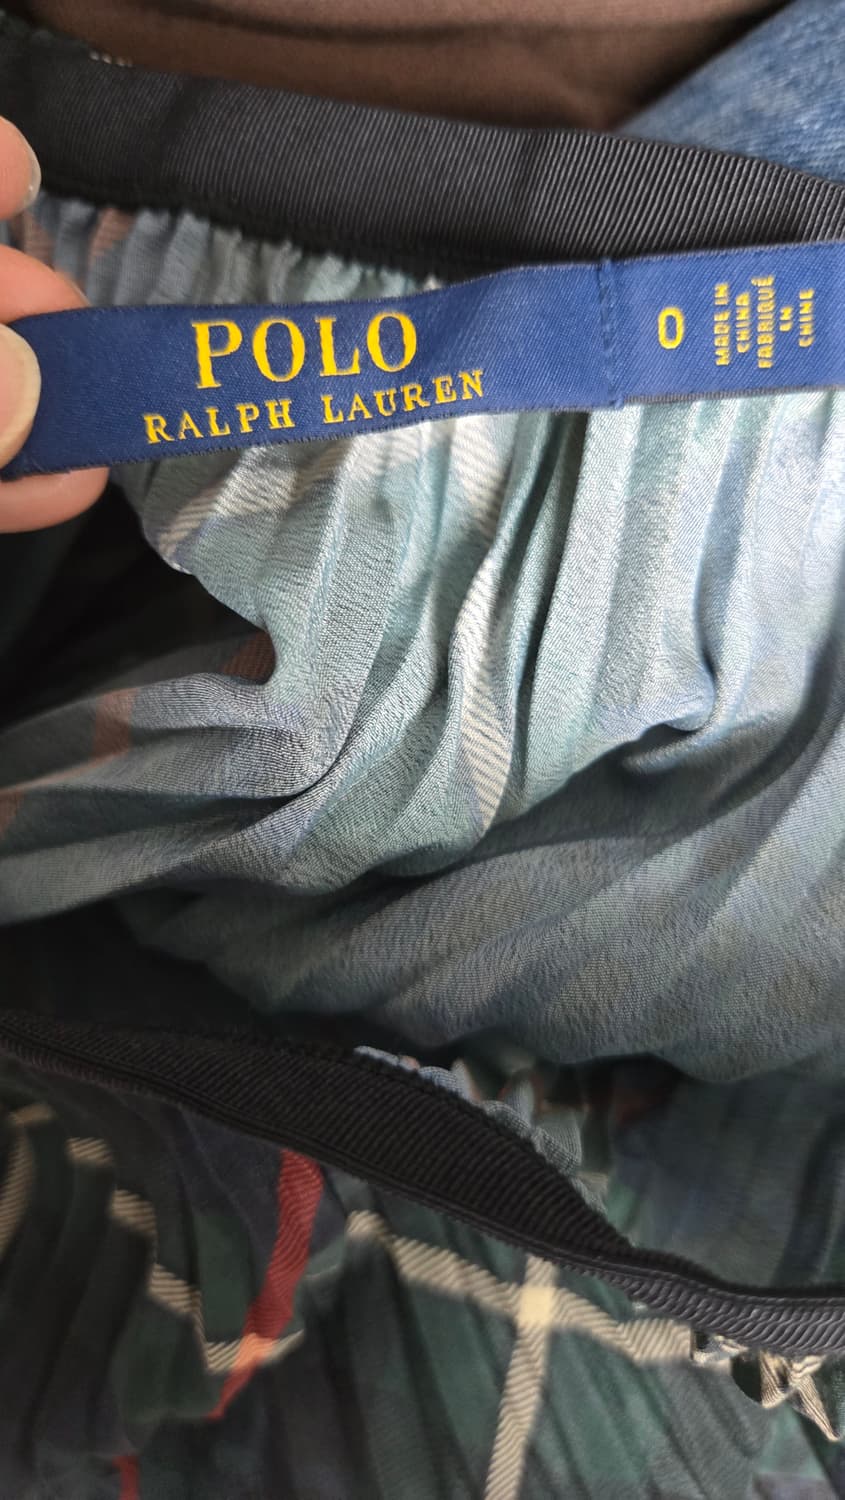 POLO
RALPH LAUREN
0
MADE IN
CHINA
FABRIQUÉ
EN
CHINE